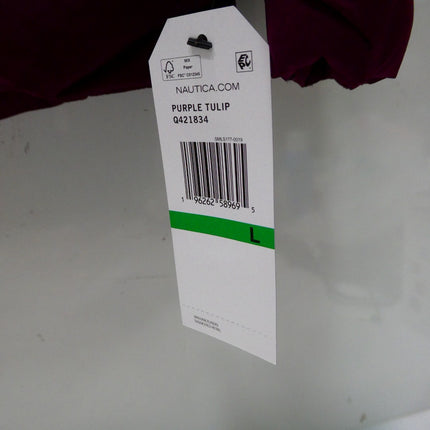 FSC
MIX
Paper
NAUTICA.COM
PURPLE TULIP
Q421834
1 96262 58969 5
L